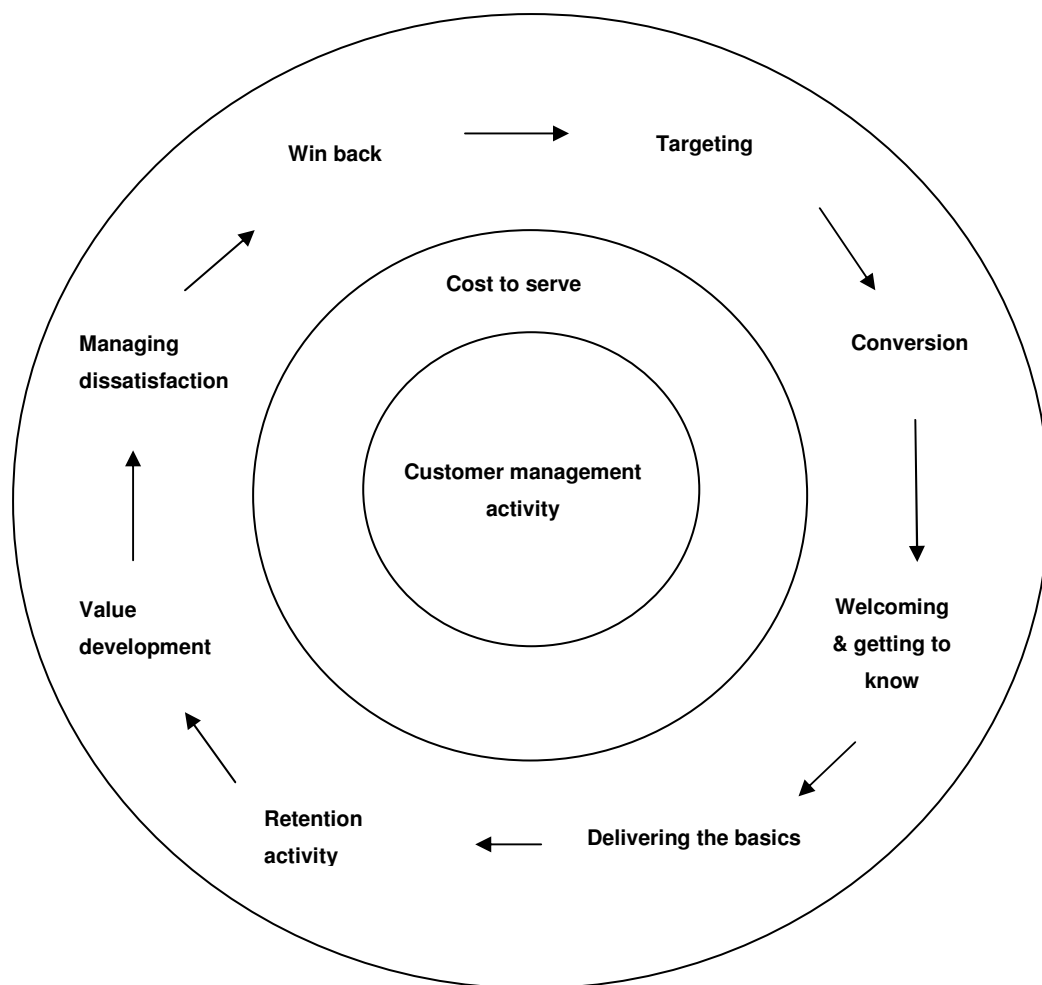 Win back
Targeting
Cost to serve
Managing
dissatisfaction
Conversion
Customer management
activity
Value
development
Welcoming
& getting to
know
Retention
activity
Delivering the basics